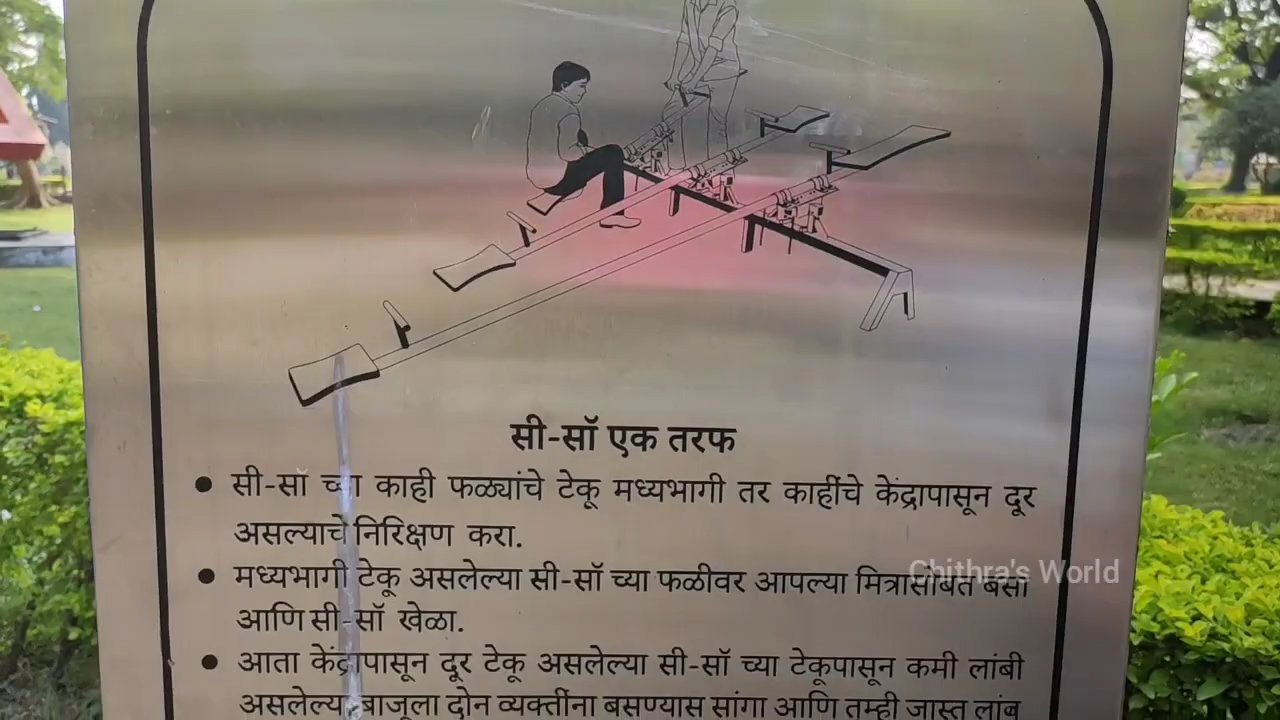 सी-सॉ एक तरफ
• सी-सॉ च्या काही फळ्यांचे टेकू मध्यभागी तर काहींचे केंद्रापासून दूर
असल्याचे निरिक्षण करा.
• मध्यभागी टेकू असलेल्या सी-सॉ च्या फळीवर आपल्या मित्रासोबत बसा
Chithra's World
आणि सी-सॉ खेळा.
• आता केंद्रापासून दूर टेकू असलेल्या सी-सॉ च्या टेकूपासून कमी लांबी
असलेल्या बाजूला दोन व्यक्तींना बसण्यास सांगा आणि तुम्ही जास्त लांब